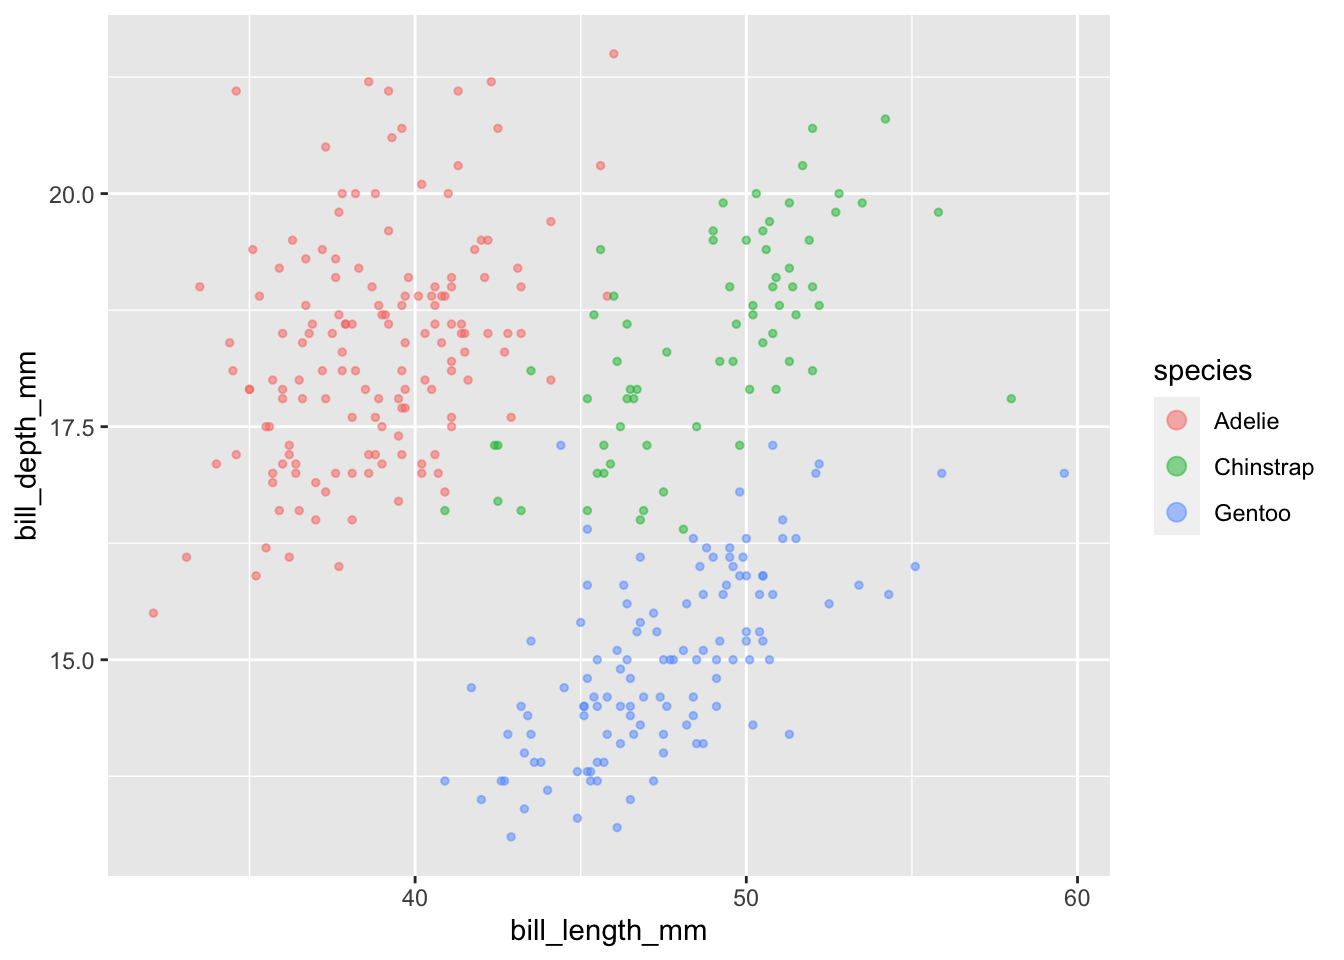 20.0
17.5
15.0
bill_depth_mm
40
50
60
bill_length_mm
species
Adelie
Chinstrap
Gentoo